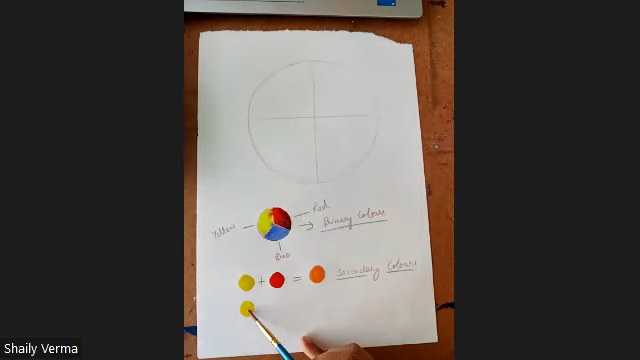 Red
Yellow
Primary Colours
Blue
+ =
Secondary Colours
Shaily Verma